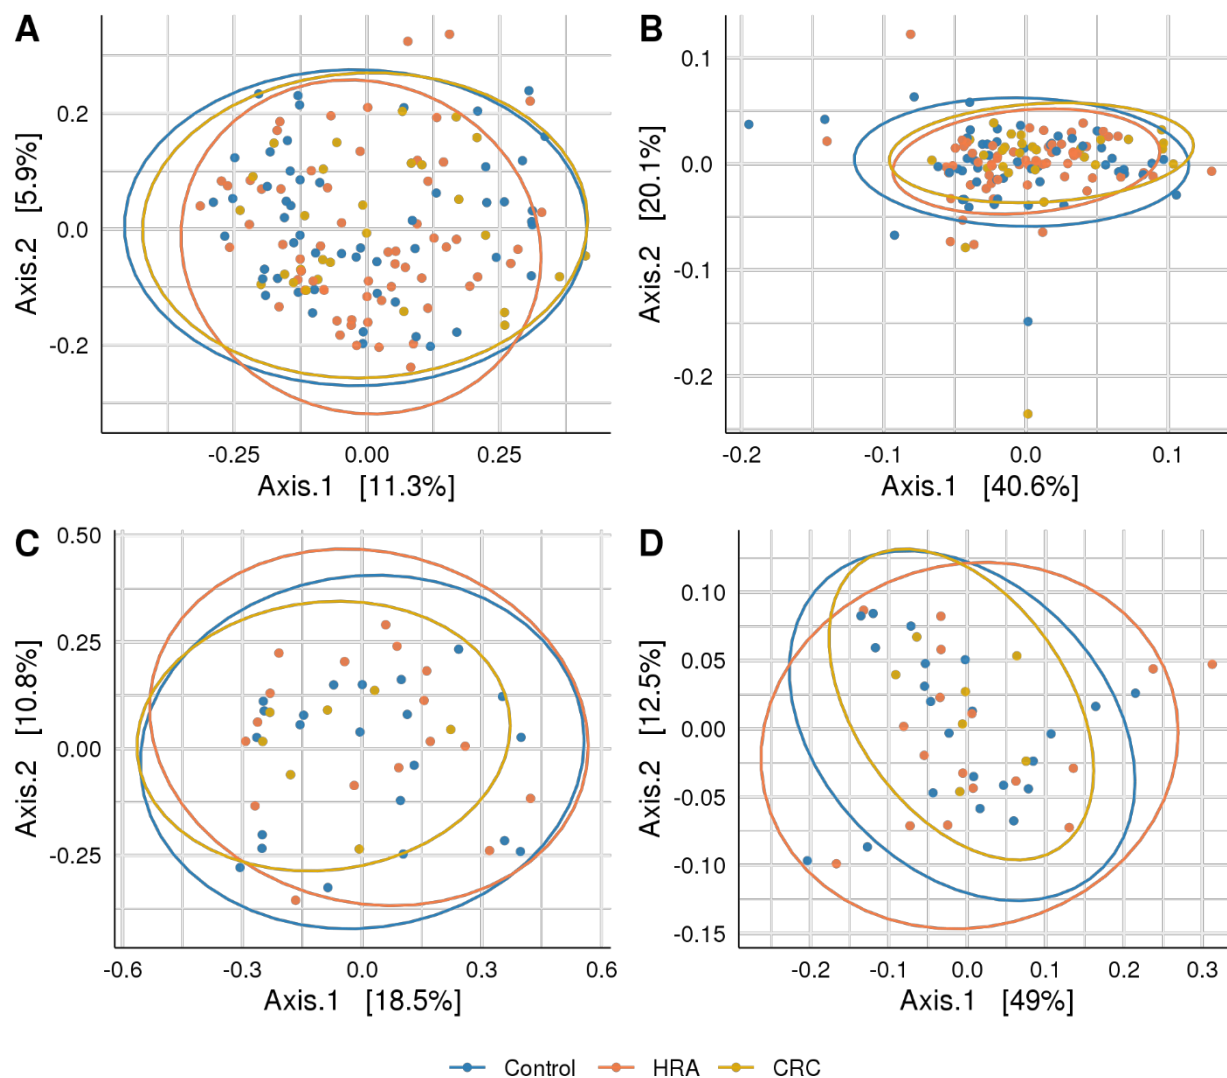 A
B
0.2
0.0
-0.2
Axis.2 [5.9%]
-0.25
0.00
0.25
Axis.1 [11.3%]
0.1
0.0
-0.1
-0.2
Axis.2 [20.1%]
-0.2
-0.1
0.0
0.1
Axis.1 [40.6%]
C
D
0.50
0.25
0.00
-0.25
Axis.2 [10.8%]
-0.6
-0.3
0.0
0.3
0.6
Axis.1 [18.5%]
0.10
0.05
0.00
-0.05
-0.10
-0.15
Axis.2 [12.5%]
-0.2
-0.1
0.0
0.1
0.2
0.3
Axis.1 [49%]
Control HRA CRC